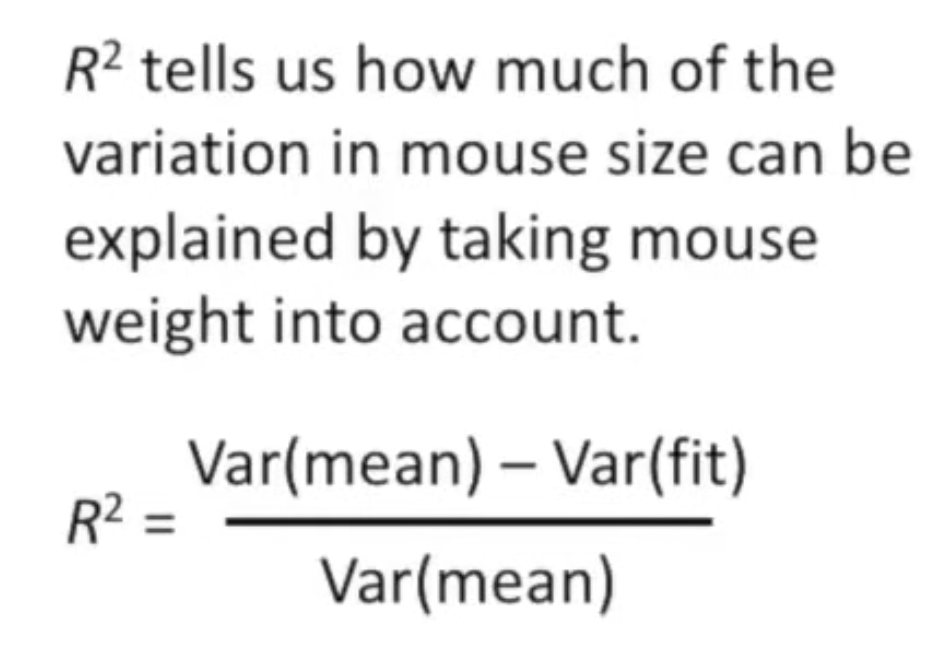 R² tells us how much of the
variation in mouse size can be
explained by taking mouse
weight into account.
R² = Var(mean) – Var(fit)
Var(mean)